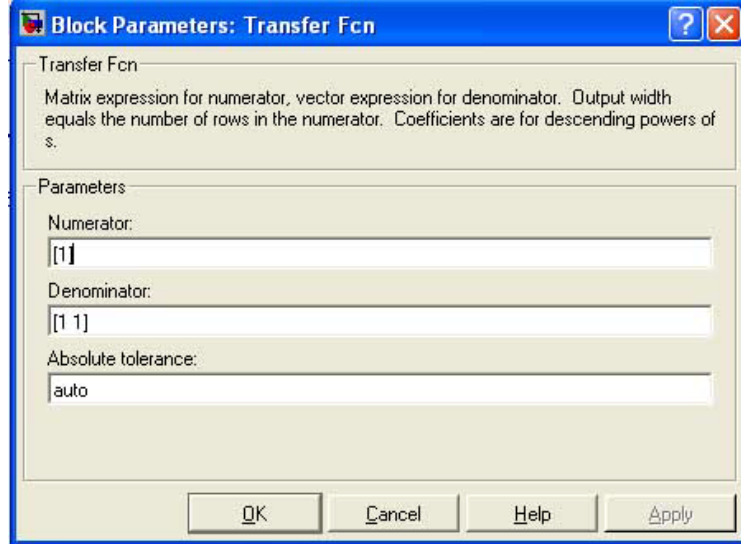 Block Parameters: Transfer Fcn
Transfer Fcn
Matrix expression for numerator, vector expression for denominator. Output width
equals the number of rows in the numerator. Coefficients are for descending powers of
s.
Parameters
Numerator:
[1]
Denominator:
[1 1]
Absolute tolerance:
auto
OK Cancel Help Apply